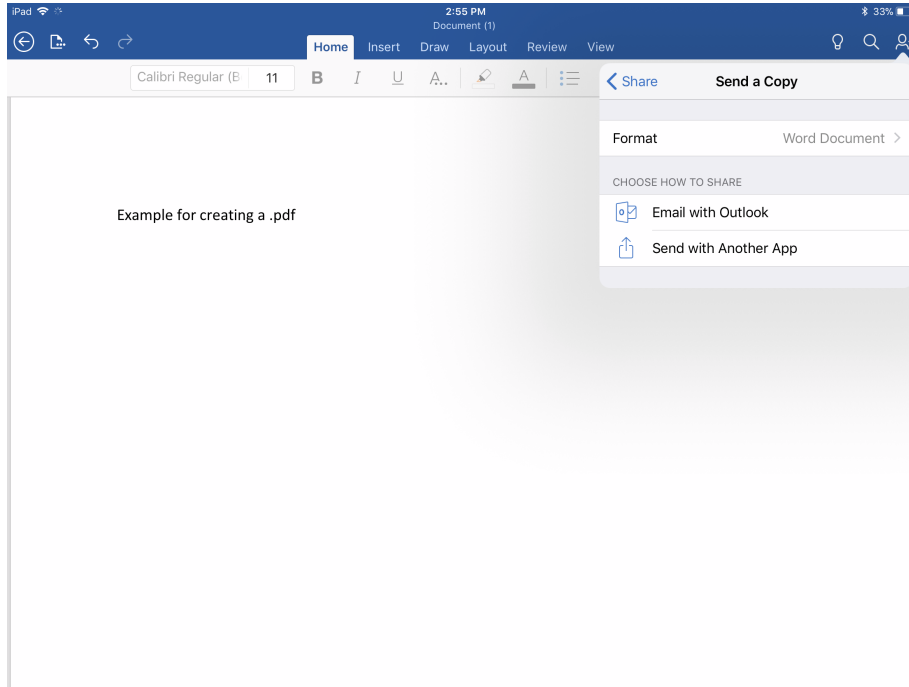 iPad 2:55 PM 33%
Document (1)
Home Insert Draw Layout Review View
Calibri Regular (B 11 B I U A... A
Share Send a Copy
Format Word Document
CHOOSE HOW TO SHARE
Example for creating a .pdf
Email with Outlook
Send with Another App